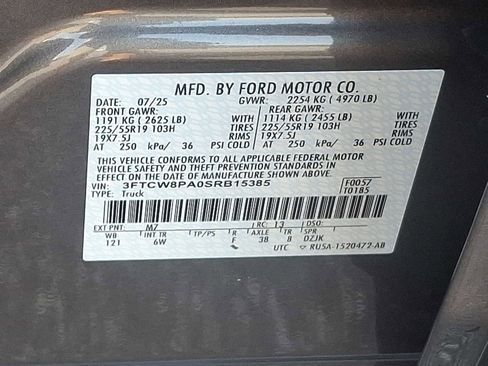 MFD. BY FORD MOTOR CO.
DATE: 07/25 GVWR: 2254 KG ( 4970 LB)
FRONT GAWR: REAR GAWR:
1191 KG ( 2625 LB) WITH 1114 KG ( 2455 LB) WITH
225/55R19 103H TIRES 225/55R19 103H TIRES
19X7.5J RIMS 19X7.5J RIMS
AT 250 kPa/ 36 PSI COLD AT 250 kPa/ 36 PSI COLD
THIS VEHICLE CONFORMS TO ALL APPLICABLE FEDERAL MOTOR
VEHICLE SAFETY AND THEFT PREVENTION STANDARDS IN
EFFECT ON THE DATE OF MANUFACTURE SHOWN ABOVE.
VIN: 3FTCW8PA0SRB15385 F0057
TYPE: Truck T0185
EXT PNT: M7 RC: 13 DSO:
WB INT TR TP/PS R AXLE TR SPR
121 6W F 38 8 DZJK
UTC RU5A-1520472-AB